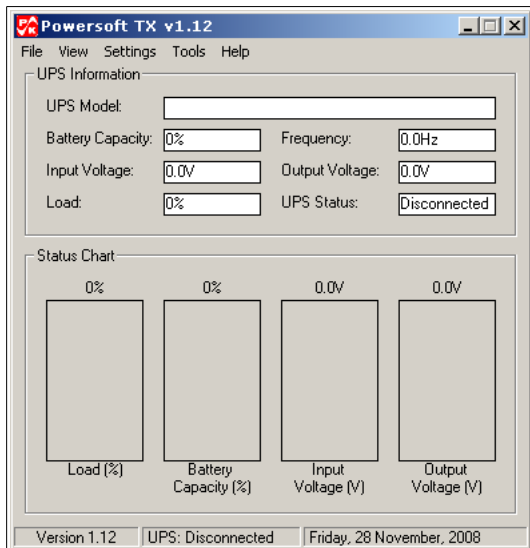 Powersoft TX v1.12
File View Settings Tools Help
UPS Information
UPS Model:
Battery Capacity: 0% Frequency: 0.0Hz
Input Voltage: 0.0V Output Voltage: 0.0V
Load: 0% UPS Status: Disconnected
Status Chart
0% 0% 0.0V 0.0V
Load (%) Battery Capacity (%) Input Voltage (V) Output Voltage (V)
Version 1.12 UPS: Disconnected Friday, 28 November, 2008